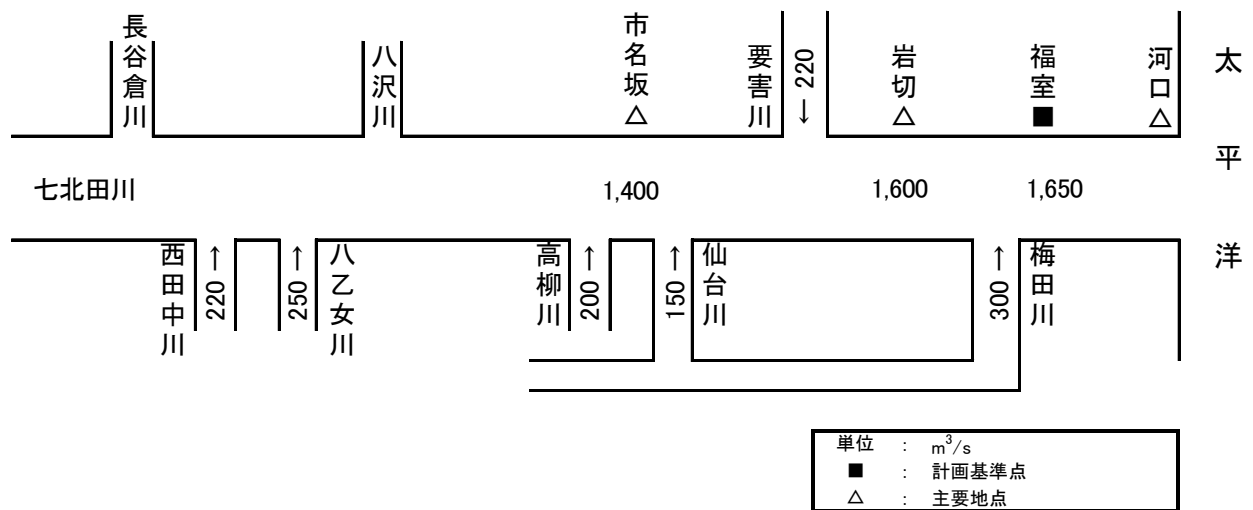 長谷倉川
八沢川
市名坂
△
要害川
← 220
岩切
△
福室
■
河口
△
太平洋
七北田川
1,400
1,600
1,650
西田中川
220 →
250 →
八乙女川
高柳川
200 →
150 →
仙台川
300 →
梅田川
単位 : m³/s
■ : 計画基準点
△ : 主要地点